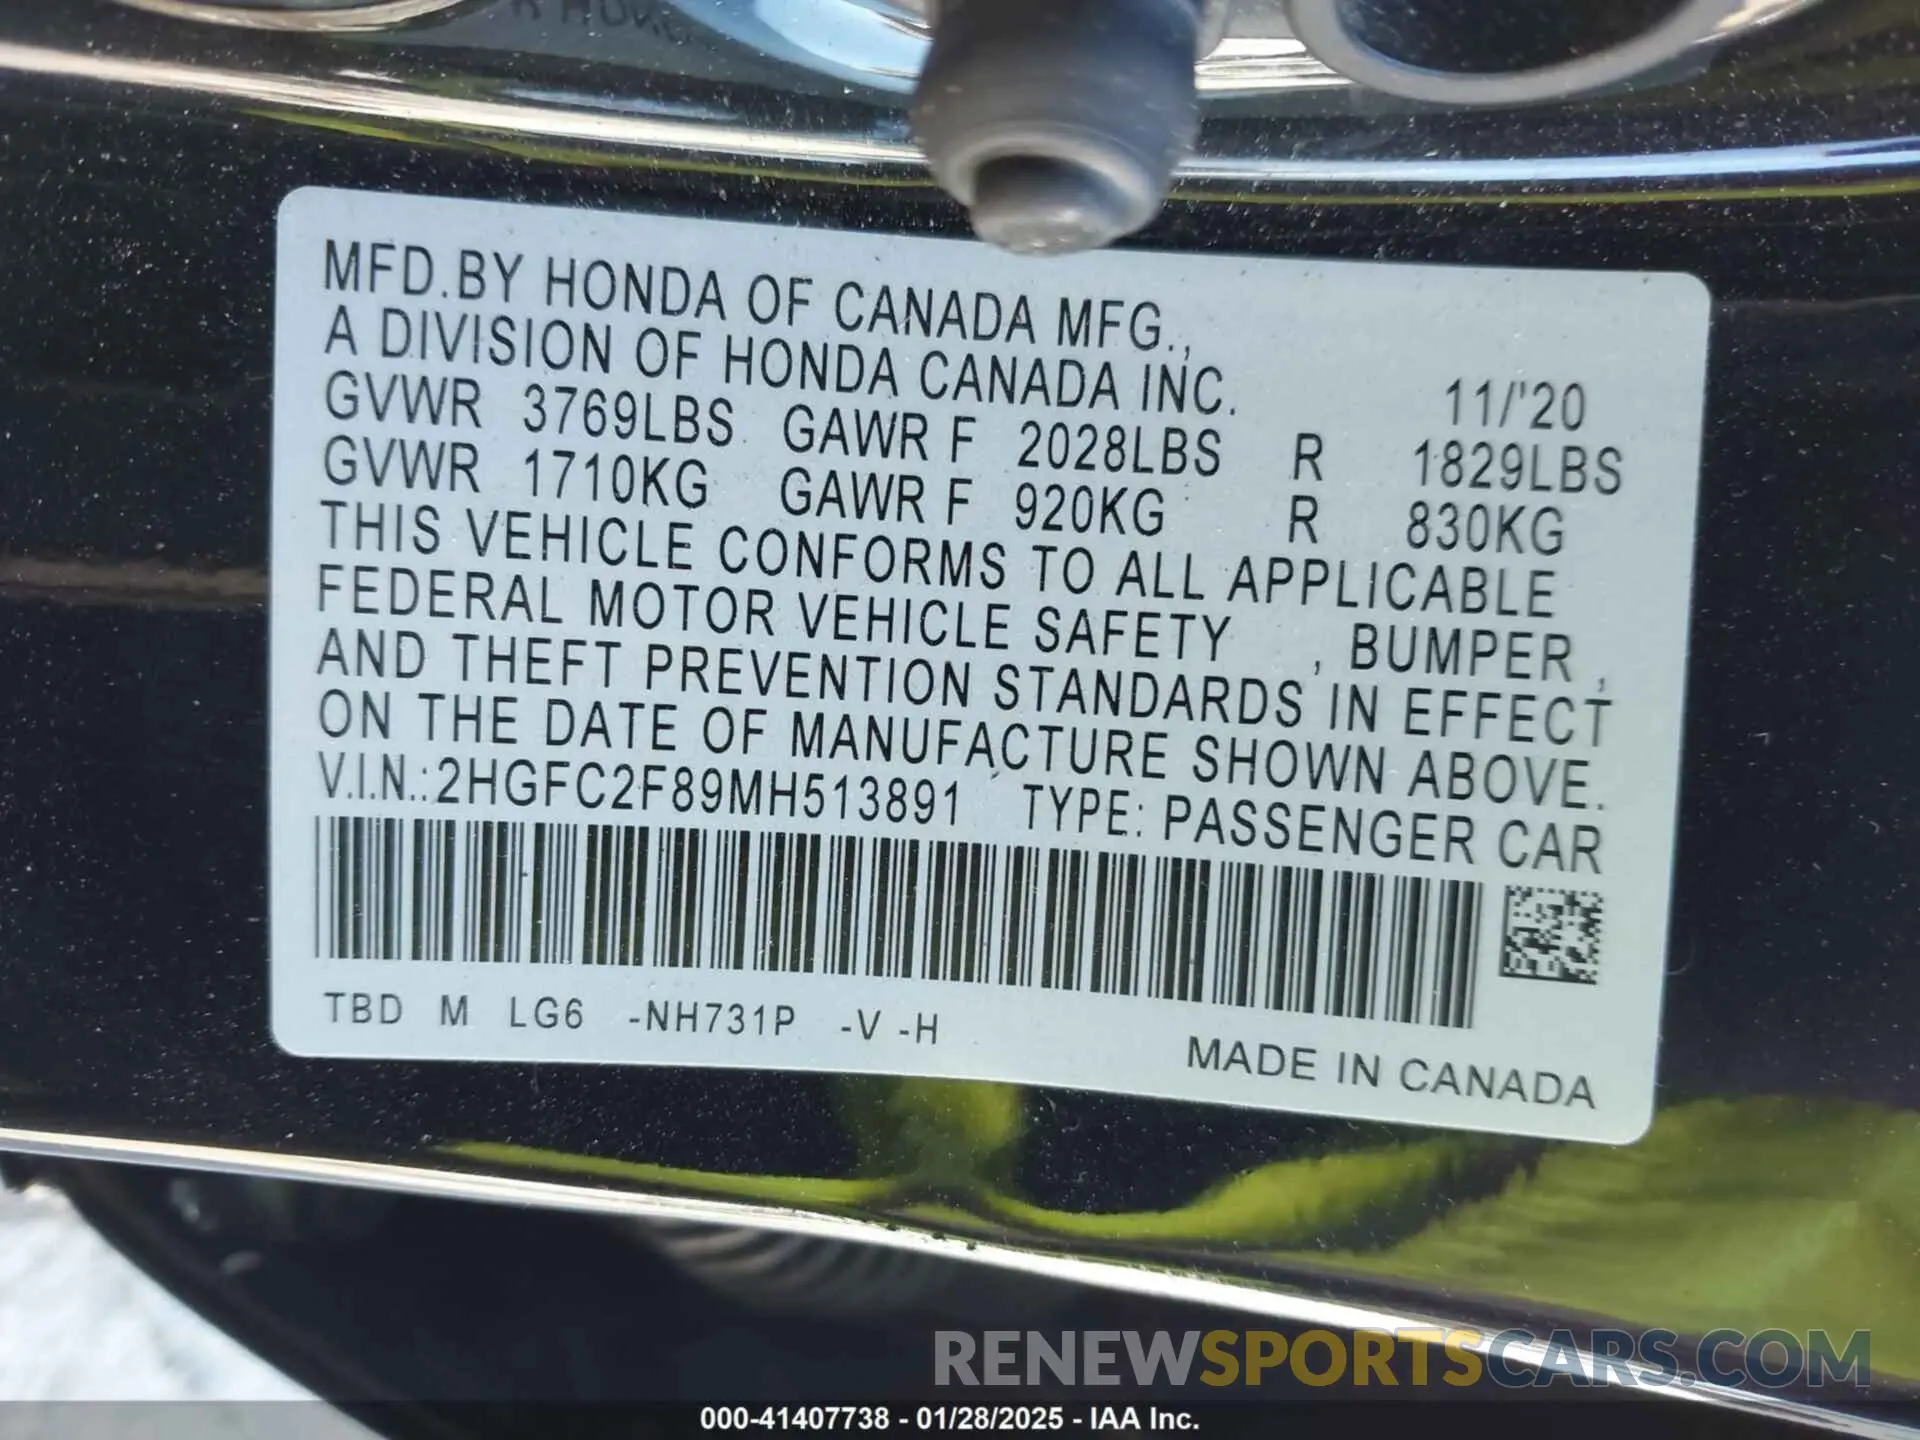 MFD.BY HONDA OF CANADA MFG.,
A DIVISION OF HONDA CANADA INC. 11/'20
GVWR 3769LBS GAWR F 2028LBS R 1829LBS
GVWR 1710KG GAWR F 920KG R 830KG
THIS VEHICLE CONFORMS TO ALL APPLICABLE
FEDERAL MOTOR VEHICLE SAFETY , BUMPER ,
AND THEFT PREVENTION STANDARDS IN EFFECT
ON THE DATE OF MANUFACTURE SHOWN ABOVE.
V.I.N.: 2HGFC2F89MH513891 TYPE: PASSENGER CAR
TBD M LG6 -NH731P -V -H
MADE IN CANADA
RENEWSPORTSCARS.COM
000-41407738 - 01/28/2025 - IAA Inc.